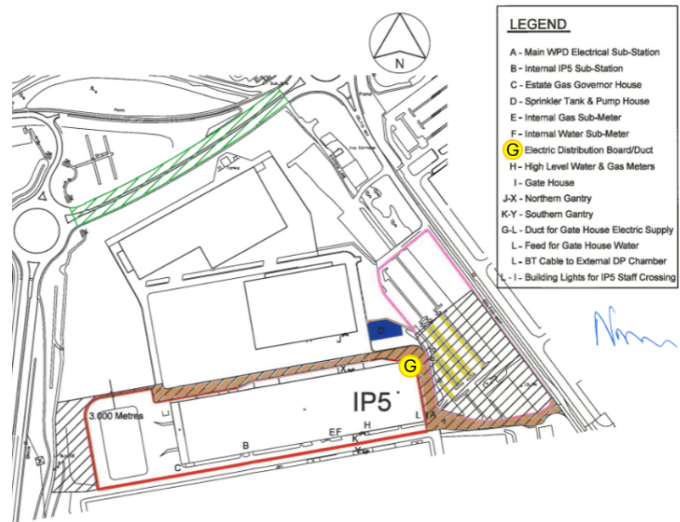 N
LEGEND
A - Main WPD Electrical Sub-Station
B - Internal IP5 Sub-Station
C - Estate Gas Governor House
D - Sprinkler Tank & Pump House
E - Internal Gas Sub-Meter
F - Internal Water Sub-Meter
G Electric Distribution Board/Duct
H - High Level Water & Gas Meters
I - Gate House
J-X - Northern Gantry
K-Y - Southern Gantry
G-L - Duct for Gate House Electric Supply
L - Feed for Gate House Water
L - BT Cable to External DP Chamber
L - I - Building Lights for IP5 Staff Crossing
J
D
G
X
IP5
3.000 Metres
L
A
H
EF
K
B
Y
C